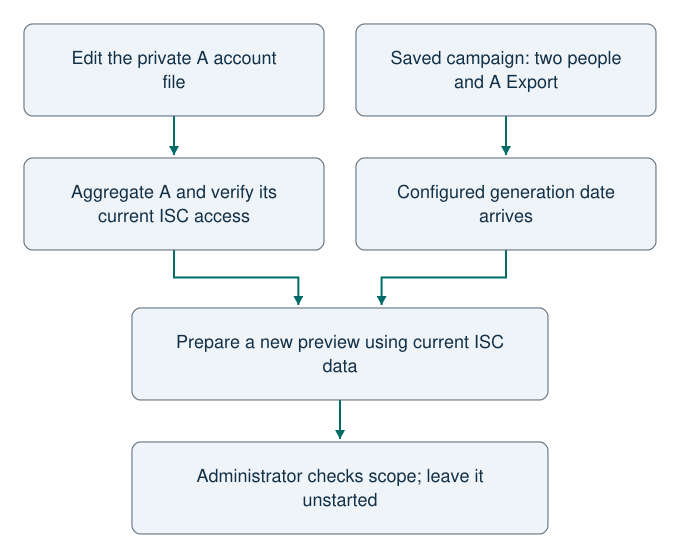 Edit the private A account
file
Saved campaign: two people
and A Export
Aggregate A and verify its
current ISC access
Configured generation date
arrives
Prepare a new preview using current ISC
data
Administrator checks scope; leave it
unstarted